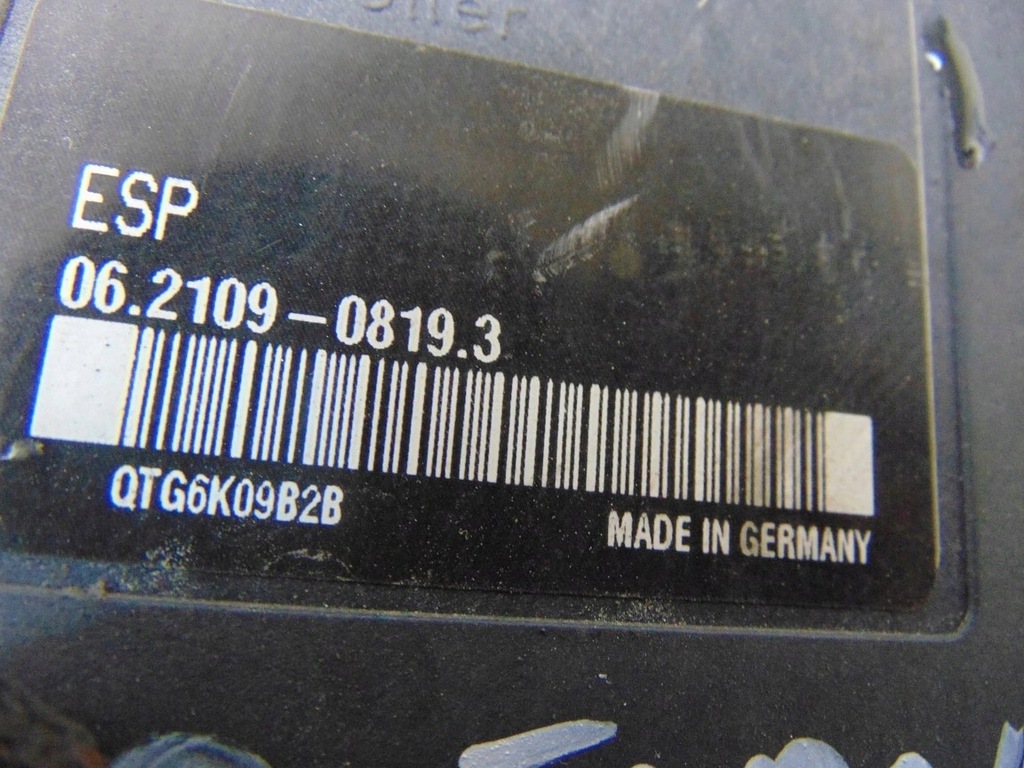 ESP
06.2109-0819.3
QTG6K09B2B
MADE IN GERMANY